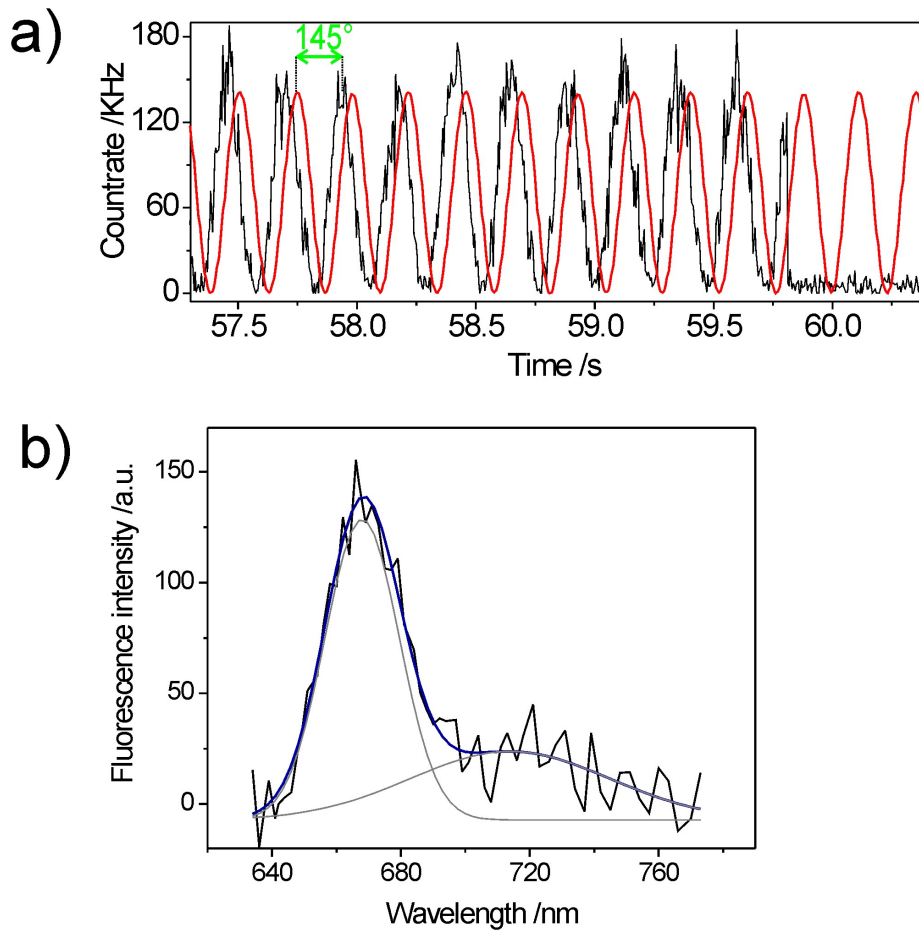 a)
145°
Countrate /KHz
180
120
60
0
57.5 58.0 58.5 59.0 59.5 60.0
Time /s
b)
Fluorescence intensity /a.u.
150
100
50
0
640 680 720 760
Wavelength /nm